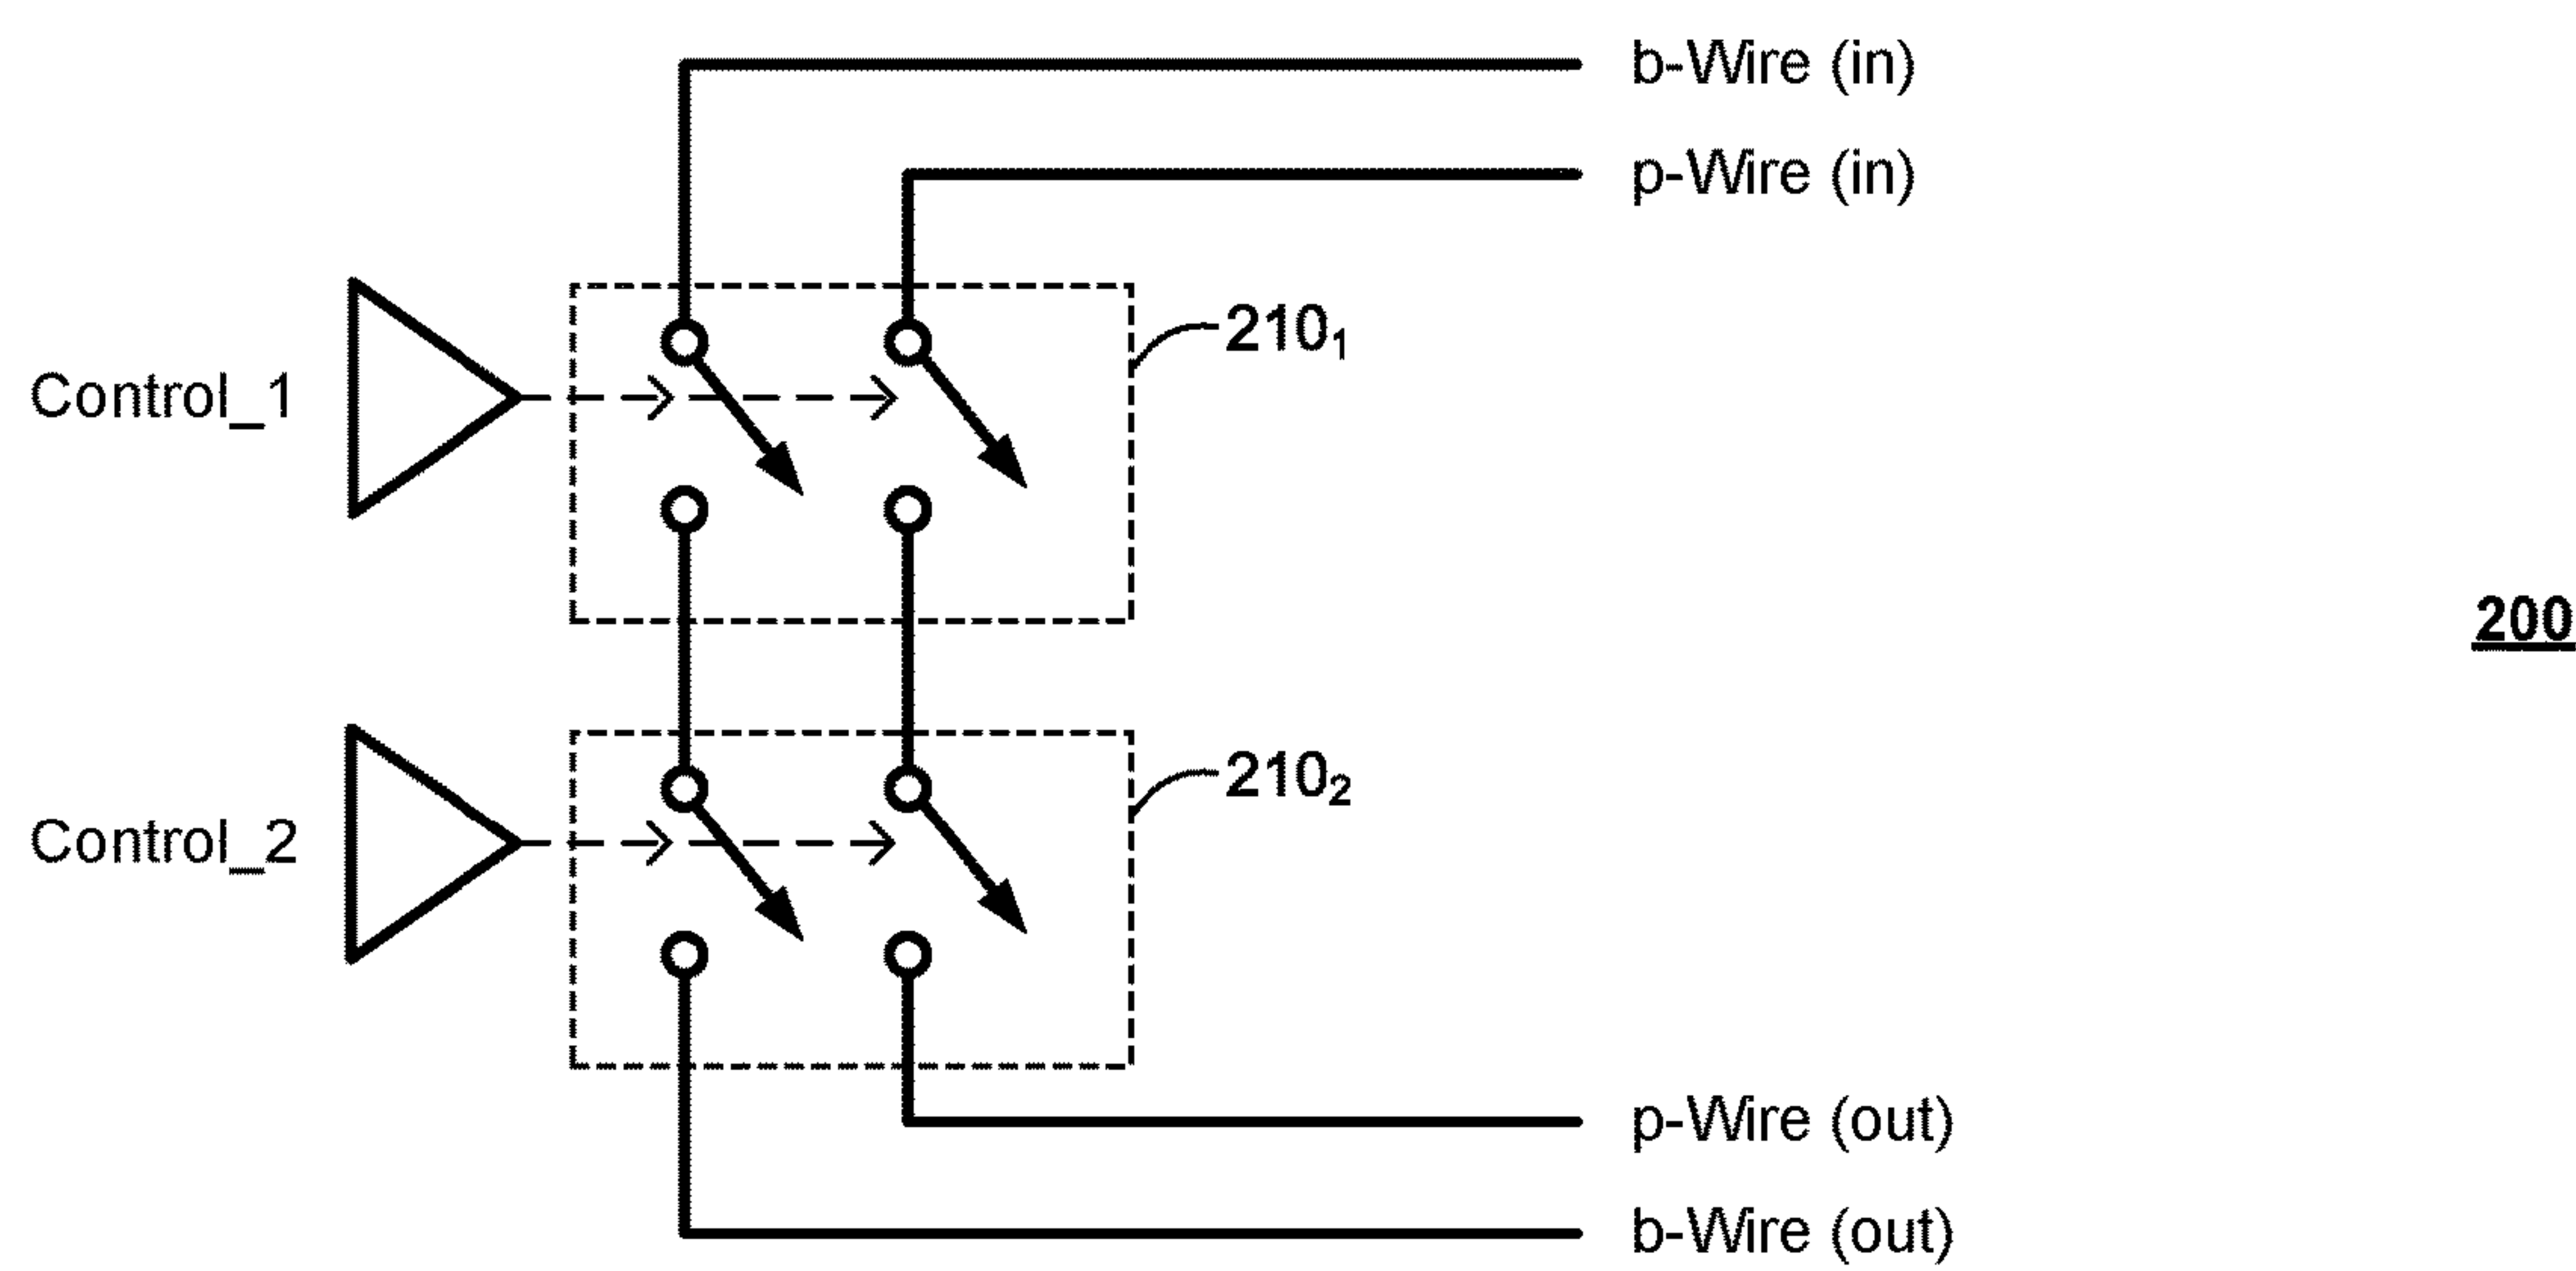 b-Wire (in)
p-Wire (in)
210₁
Control_1
200
210₂
Control_2
p-Wire (out)
b-Wire (out)